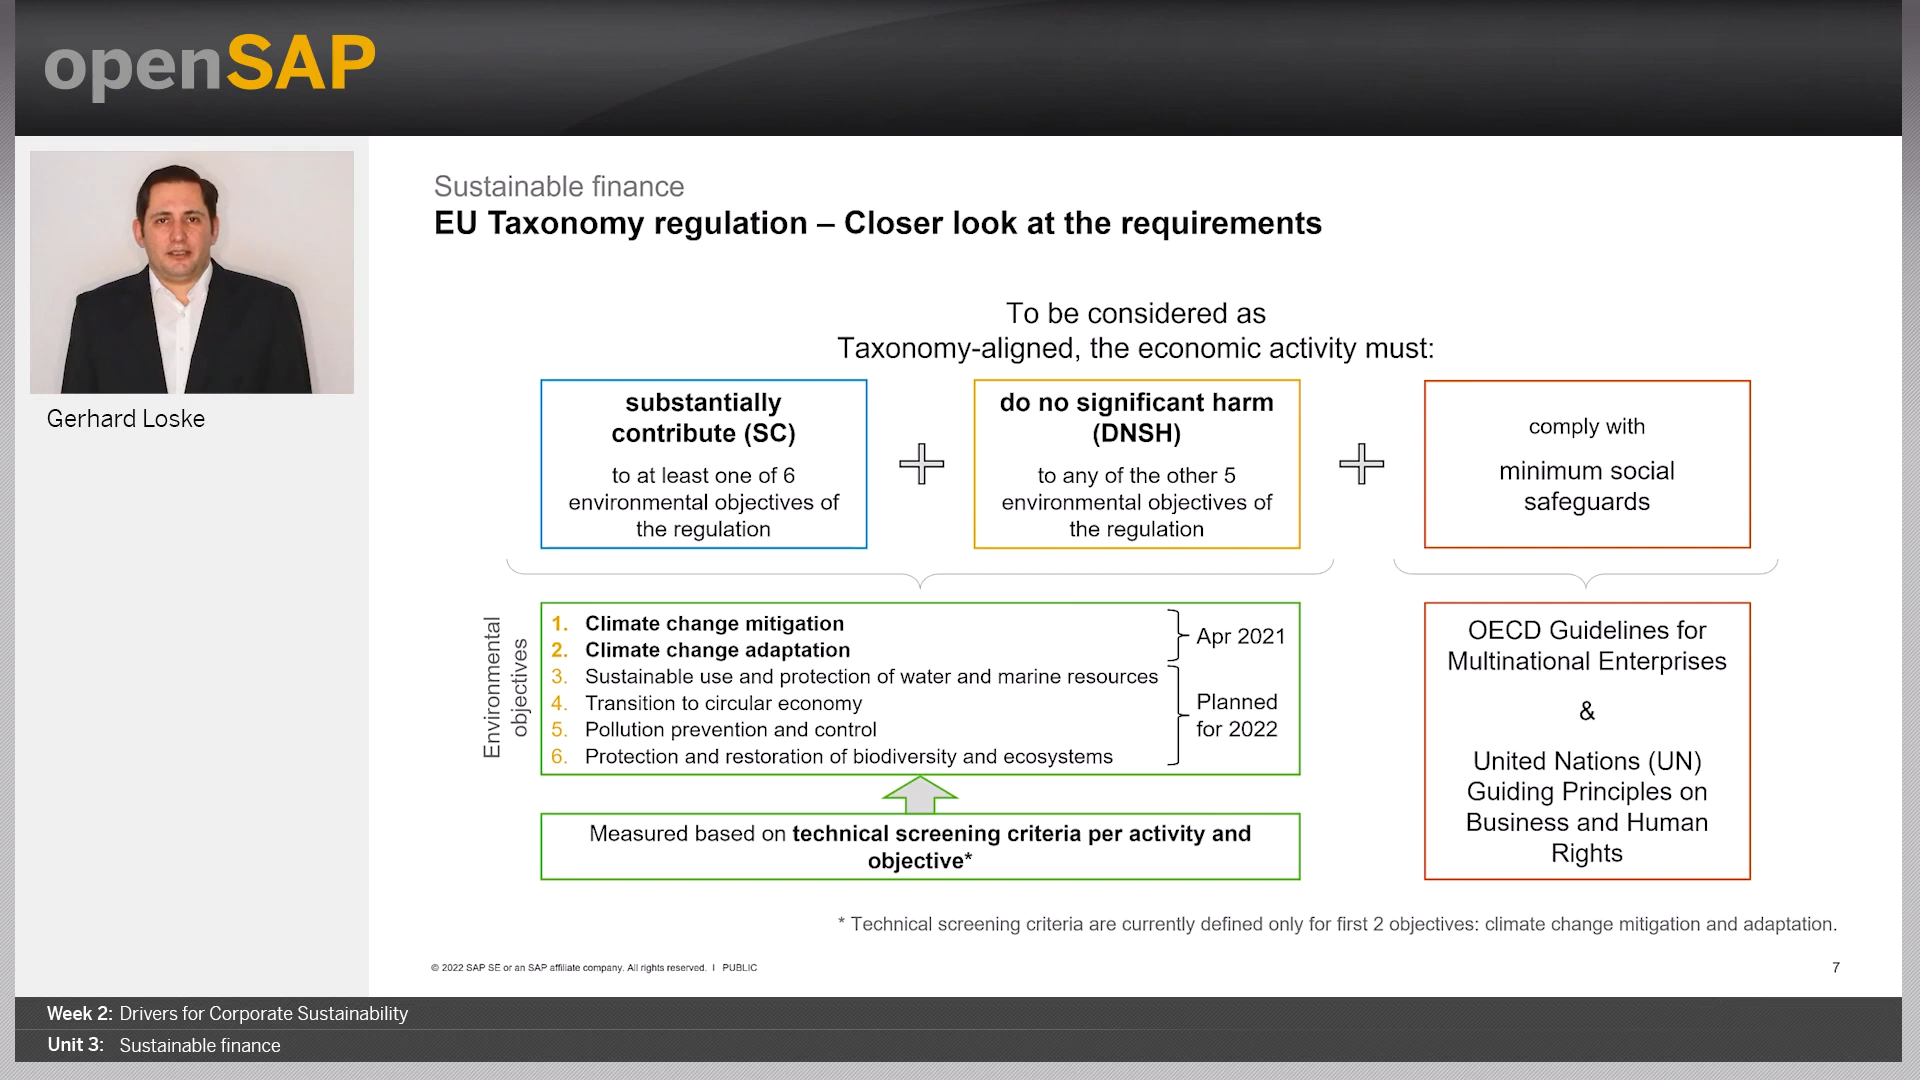 openSAP
Gerhard Loske
Sustainable finance
EU Taxonomy regulation – Closer look at the requirements
To be considered as
Taxonomy-aligned, the economic activity must:
substantially
contribute (SC)
to at least one of 6
environmental objectives of
the regulation
do no significant harm
(DNSH)
to any of the other 5
environmental objectives of
the regulation
comply with
minimum social
safeguards
Environmental
objectives
1. Climate change mitigation
2. Climate change adaptation
3. Sustainable use and protection of water and marine resources
4. Transition to circular economy
5. Pollution prevention and control
6. Protection and restoration of biodiversity and ecosystems
Apr 2021
Planned
for 2022
Measured based on technical screening criteria per activity and
objective*
OECD Guidelines for
Multinational Enterprises
&
United Nations (UN)
Guiding Principles on
Business and Human
Rights
* Technical screening criteria are currently defined only for first 2 objectives: climate change mitigation and adaptation.
© 2022 SAP SE or an SAP affiliate company. All rights reserved. I PUBLIC
7
Week 2: Drivers for Corporate Sustainability
Unit 3: Sustainable finance